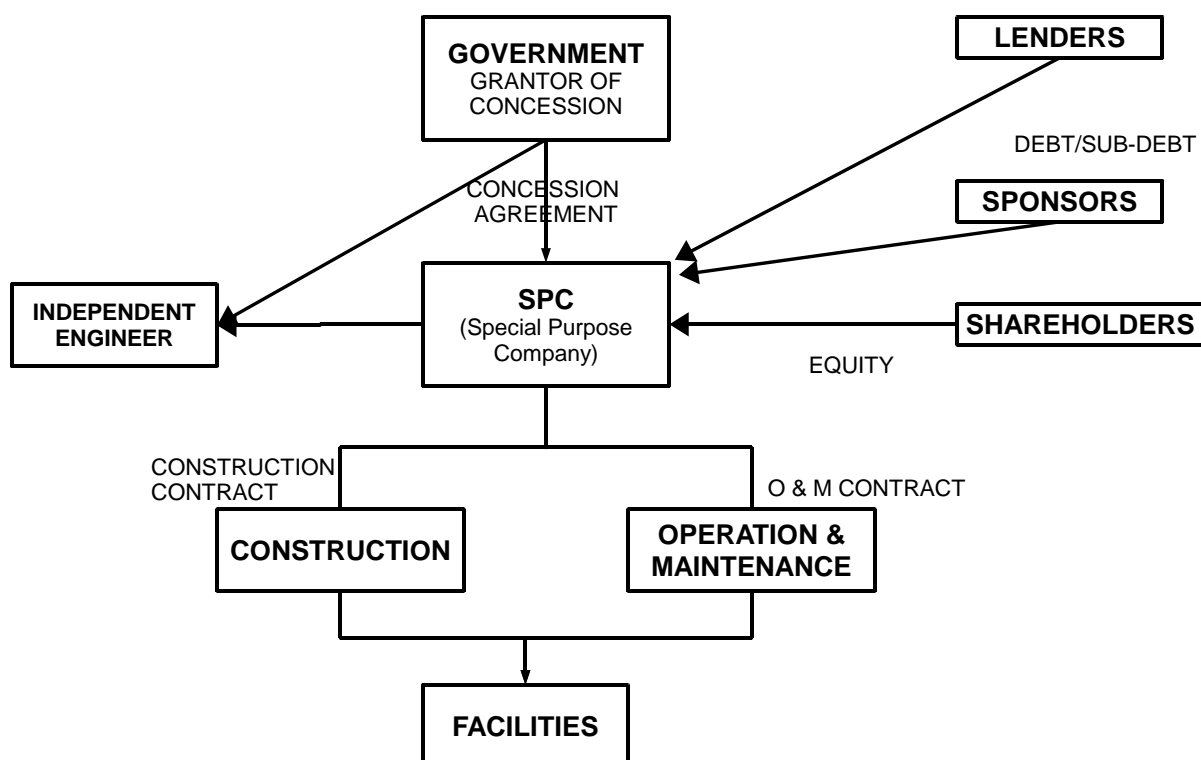 GOVERNMENT
GRANTOR OF
CONCESSION
LENDERS
DEBT/SUB-DEBT
CONCESSION
AGREEMENT
SPONSORS
INDEPENDENT
ENGINEER
SPC
(Special Purpose
Company)
SHAREHOLDERS
EQUITY
CONSTRUCTION
CONTRACT
O & M CONTRACT
CONSTRUCTION
OPERATION &
MAINTENANCE
FACILITIES